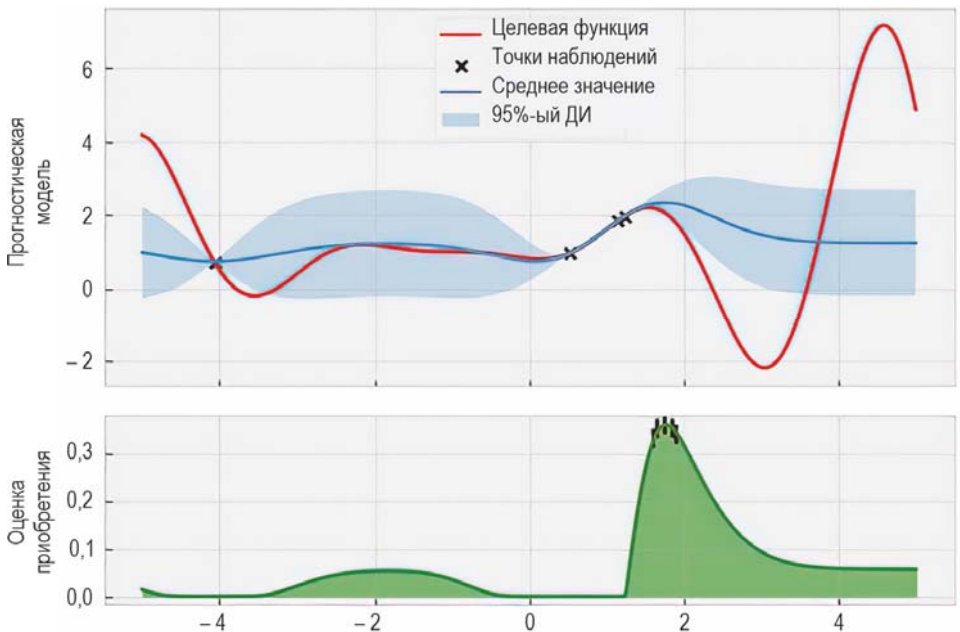 Целевая функция
Точки наблюдений
Среднее значение
95%-ый ДИ
Прогностическая
модель
6
4
2
0
– 2
Оценка
приобретения
0,3
0,2
0,1
0,0
– 4
– 2
0
2
4